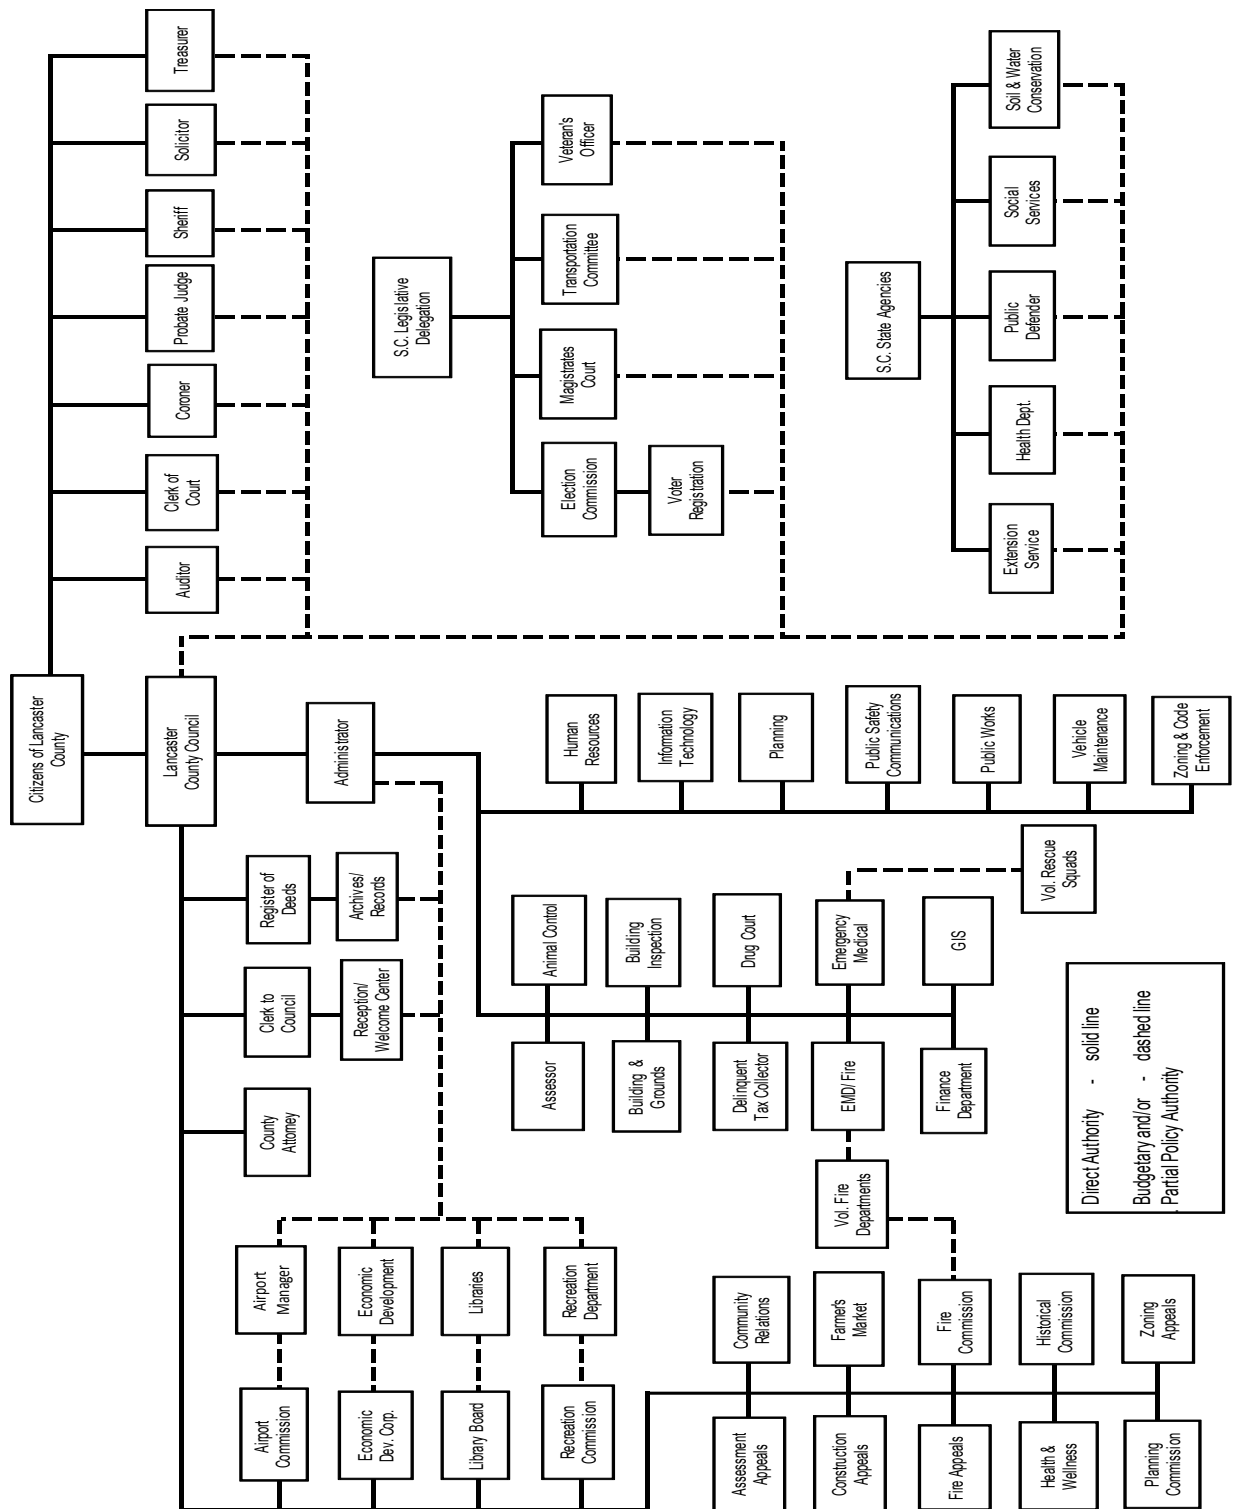 Citizens of Lancaster
County
Auditor
Clerk of
Court
Coroner
Probate Judge
Sheriff
Solicitor
Treasurer
Lancaster
County Council
Administrator
County
Attorney
Clerk to
Council
Reception/
Welcome Center
Register of
Deeds
Archives/
Records
S.C. Legislative
Delegation
Election
Commission
Voter
Registration
Magistrates
Court
Transportation
Committee
Veteran's
Officer
S.C. State Agencies
Extension
Service
Health Dept.
Public
Defender
Social
Services
Soil & Water
Conservation
Airport
Commission
Airport
Manager
Economic
Dev. Corp.
Economic
Development
Library Board
Libraries
Recreation
Commission
Recreation
Department
Assessor
Animal Control
Building &
Grounds
Building
Inspection
Delinquent
Tax Collector
Drug Court
EMD/ Fire
Emergency
Medical
Finance
Department
GIS
Vol. Fire
Departments
Vol. Rescue
Squads
Human
Resources
Information
Technology
Planning
Public Safety
Communications
Public Works
Vehicle
Maintenance
Zoning & Code
Enforcement
Assessment
Appeals
Community
Relations
Construction
Appeals
Farmers
Market
Fire Appeals
Fire
Commission
Health &
Wellness
Historical
Commission
Planning
Commission
Zoning
Appeals
Direct Authority - solid line
Budgetary and/or - dashed line
Partial Policy Authority